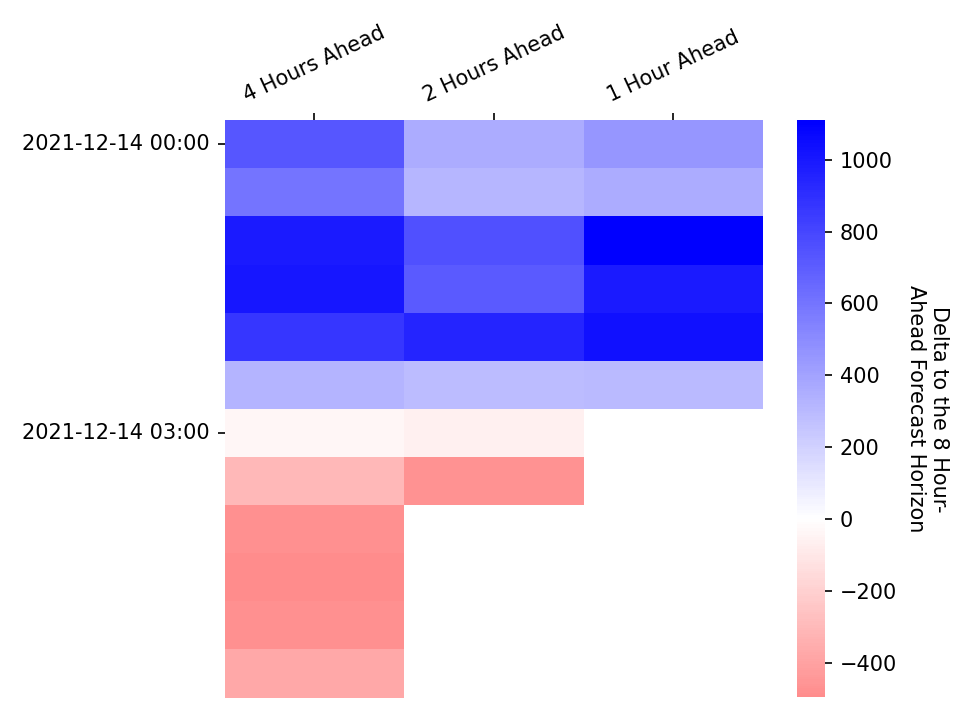 4 Hours Ahead
2 Hours Ahead
1 Hour Ahead
2021-12-14 00:00
2021-12-14 03:00
1000
800
600
400
200
0
−200
−400
Delta to the 8 Hour-
Ahead Forecast Horizon